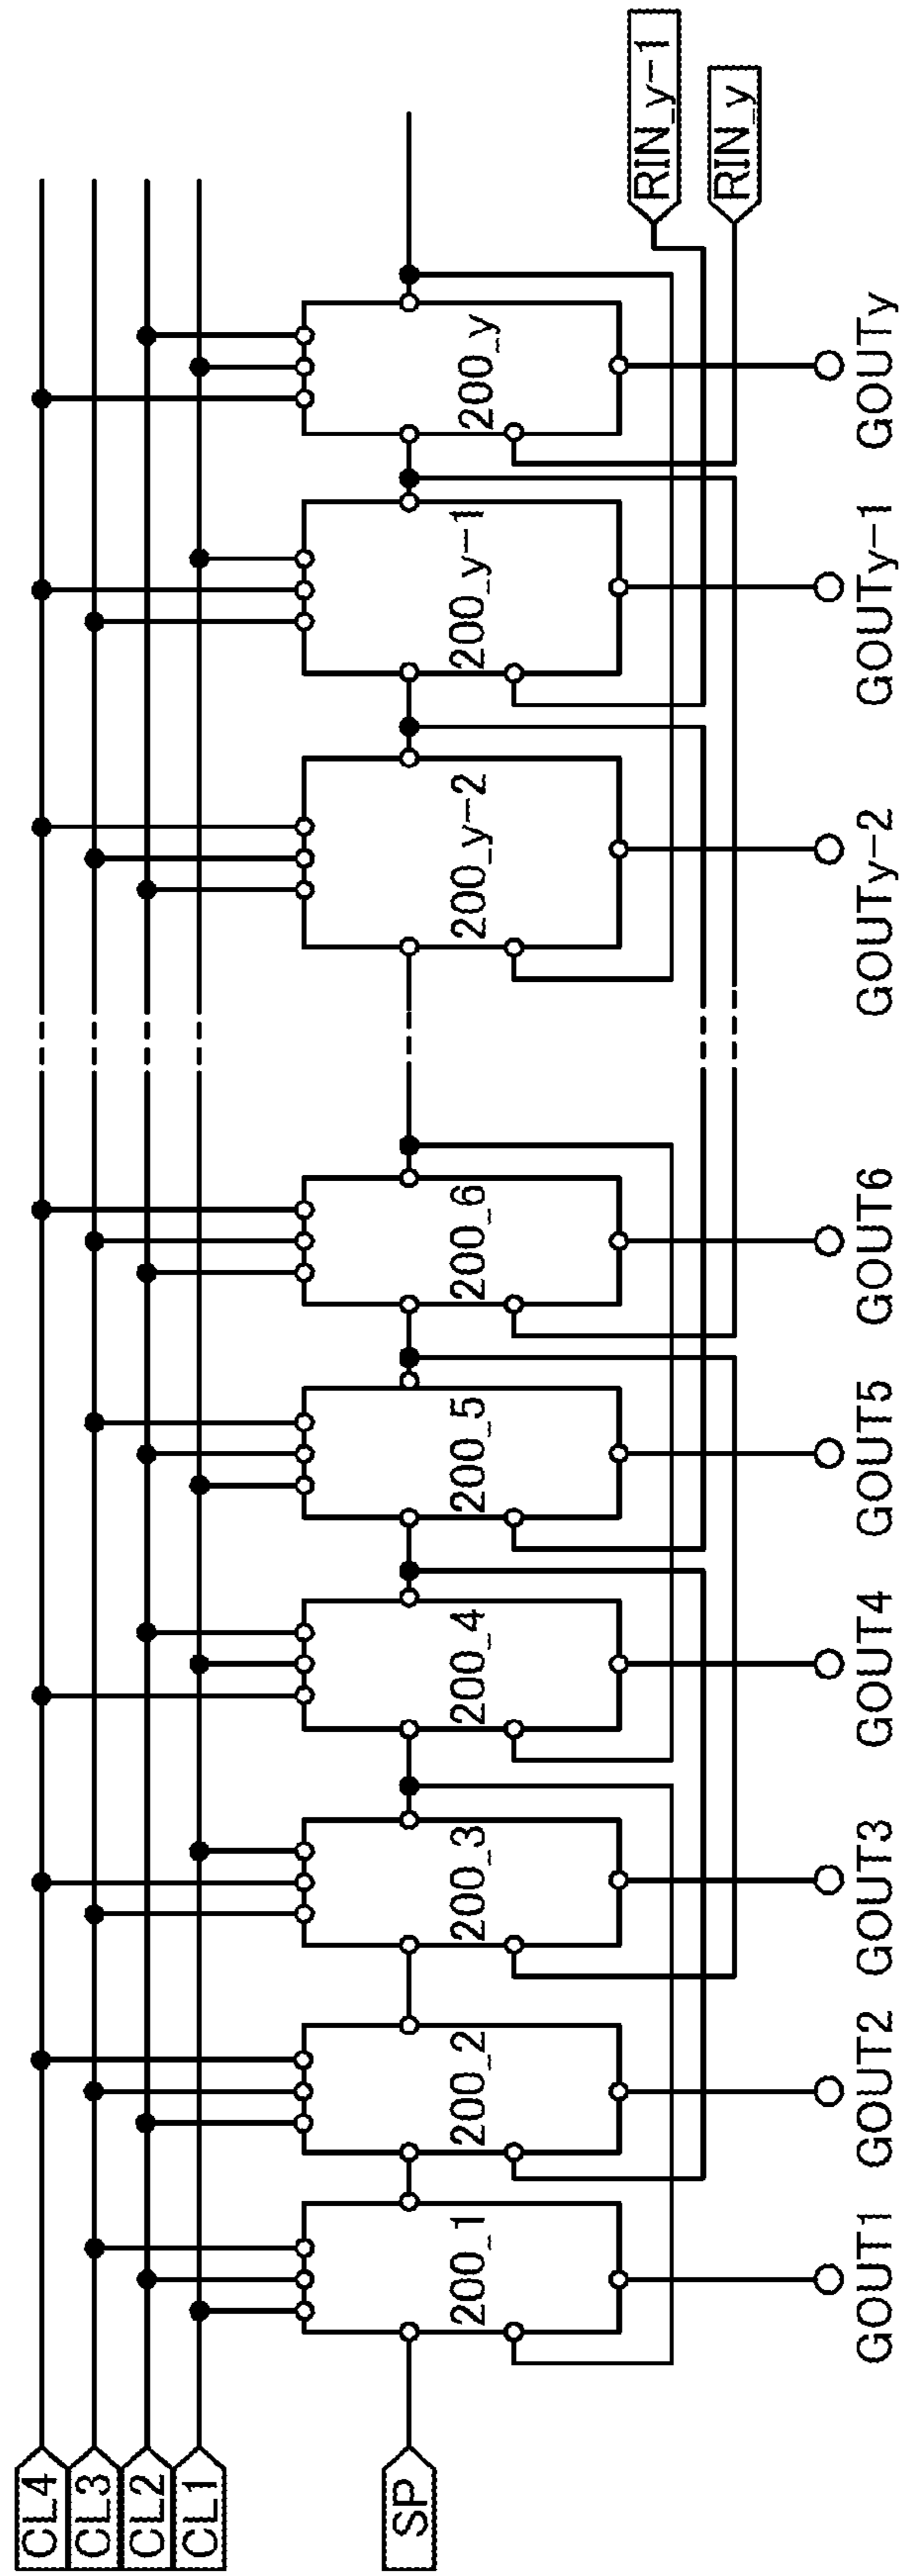 CL4
CL3
CL2
CL1
SP
RIN_y-1
RIN_y
200_1
200_2
200_3
200_4
200_5
200_6
200_y-2
200_y-1
200_y
GOUT1
GOUT2
GOUT3
GOUT4
GOUT5
GOUT6
GOUTy-2
GOUTy-1
GOUTy